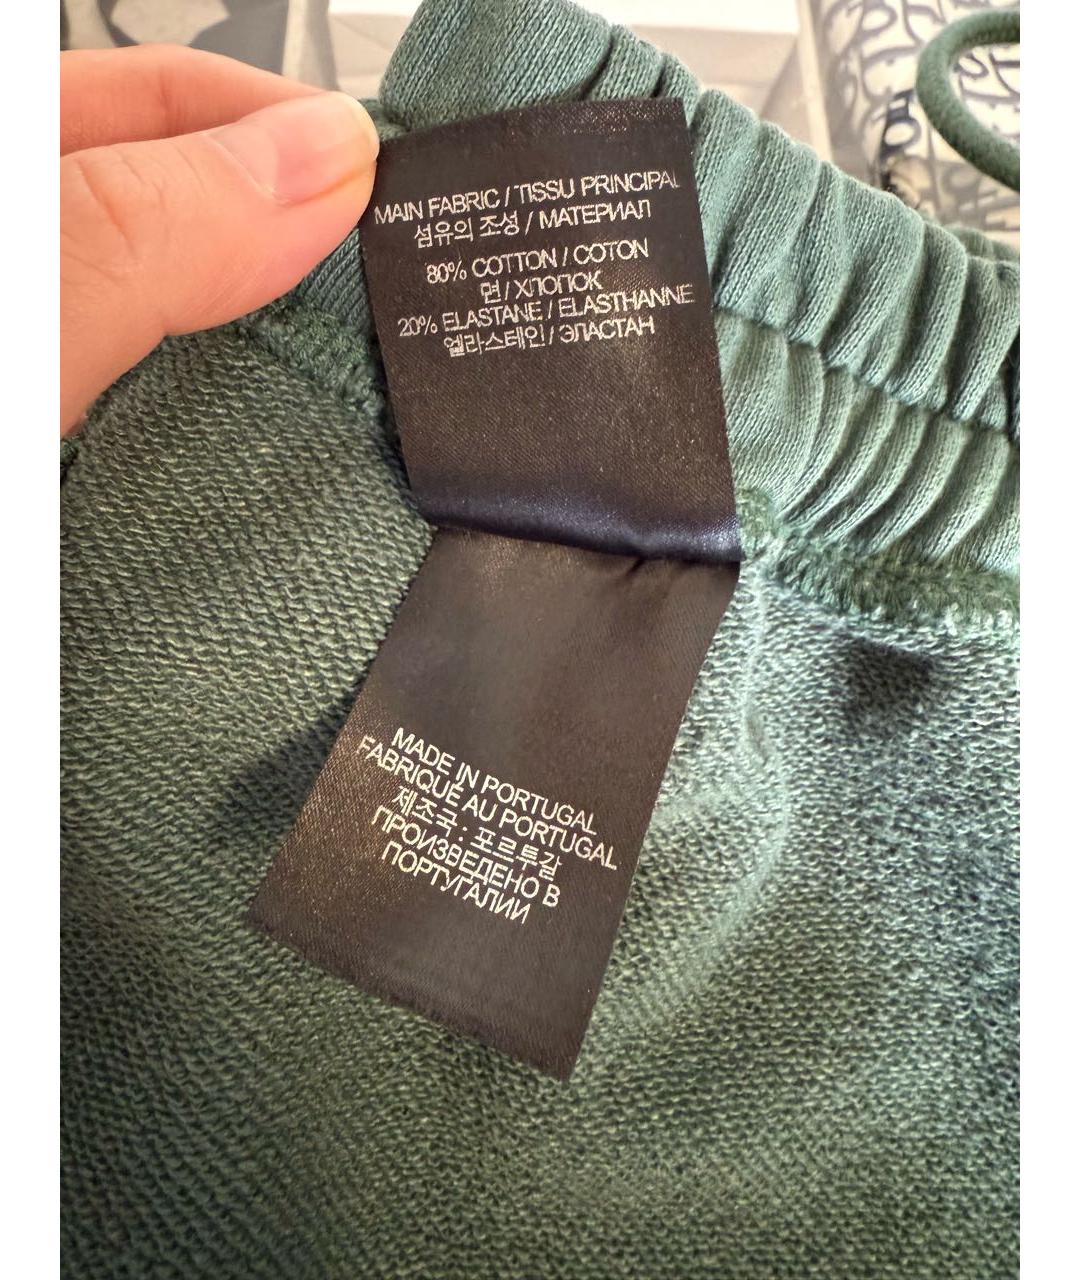 MAIN FABRIC / TISSU PRINCIPAL
섬유의 조성 / МАТЕРИАЛ
80% COTTON / COTON
면 / ХЛОПОК
20% ELASTANE / ELASTHANNE
엘라스테인 / ЭЛАСТАН
MADE IN PORTUGAL
FABRIQUÉ AU PORTUGAL
제조국 : 포르투갈
ПРОИЗВЕДЕНО В
ПОРТУГАЛИИ